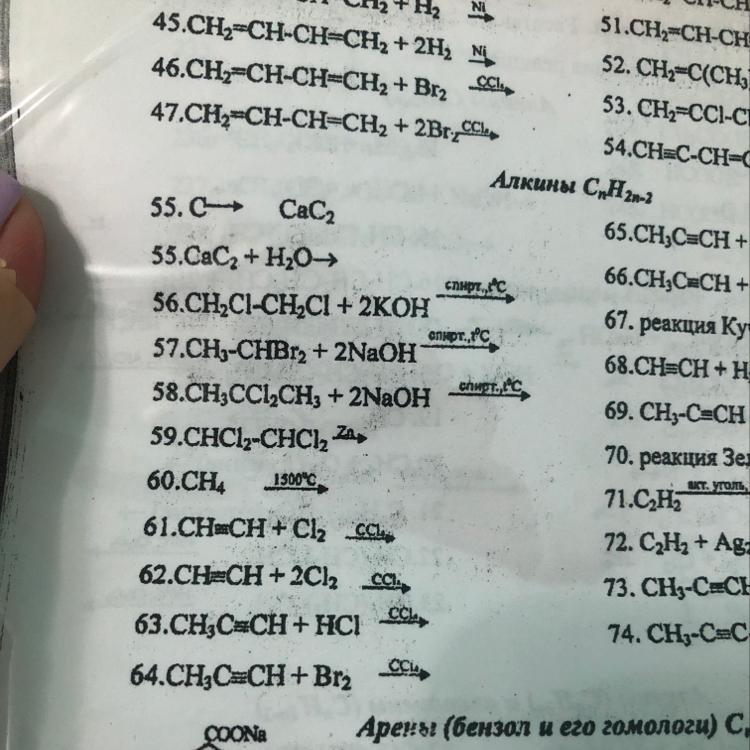 CH₂ + H₂ Ni
45.CH₂=CH-CH=CH₂ + 2H₂ Ni→
46.CH₂=CH-CH=CH₂ + Br₂ CCl₄→
47.CH₂=CH-CH=CH₂ + 2Br₂ CCl₄→
51.CH₂=CH-CH
52. CH₂=C(CH₃
53. CH₂=CCl-C
54.CH≡C-CH=
Алкины CₙH₂ₙ₋₂
55. C→ CaC₂
55.CaC₂ + H₂O→
56.CH₂Cl-CH₂Cl + 2KOH спирт.,t°C→
57.CH₃-CHBr₂ + 2NaOH спирт.,t°C→
58.CH₃CCl₂CH₃ + 2NaOH спирт.,t°C→
59.CHCl₂-CHCl₂ Zn→
60.CH₄ 1500°C→
61.CH≡CH + Cl₂ CCl₄→
62.CH≡CH + 2Cl₂ CCl₄→
63.CH₃C≡CH + HCl CCl₄→
64.CH₃C≡CH + Br₂ CCl₄→
65.CH₃C≡CH +
66.CH₃C≡CH +
67. реакция Ку
68.CH≡CH + H
69. CH₃-C≡CH
70. реакция Зе
71.C₂H₂ акт. уголь,
72. C₂H₂ + Ag₂
73. CH₃-C≡CH
74. CH₃-C≡C
COONa
Арены (бензол и его гомологи) C